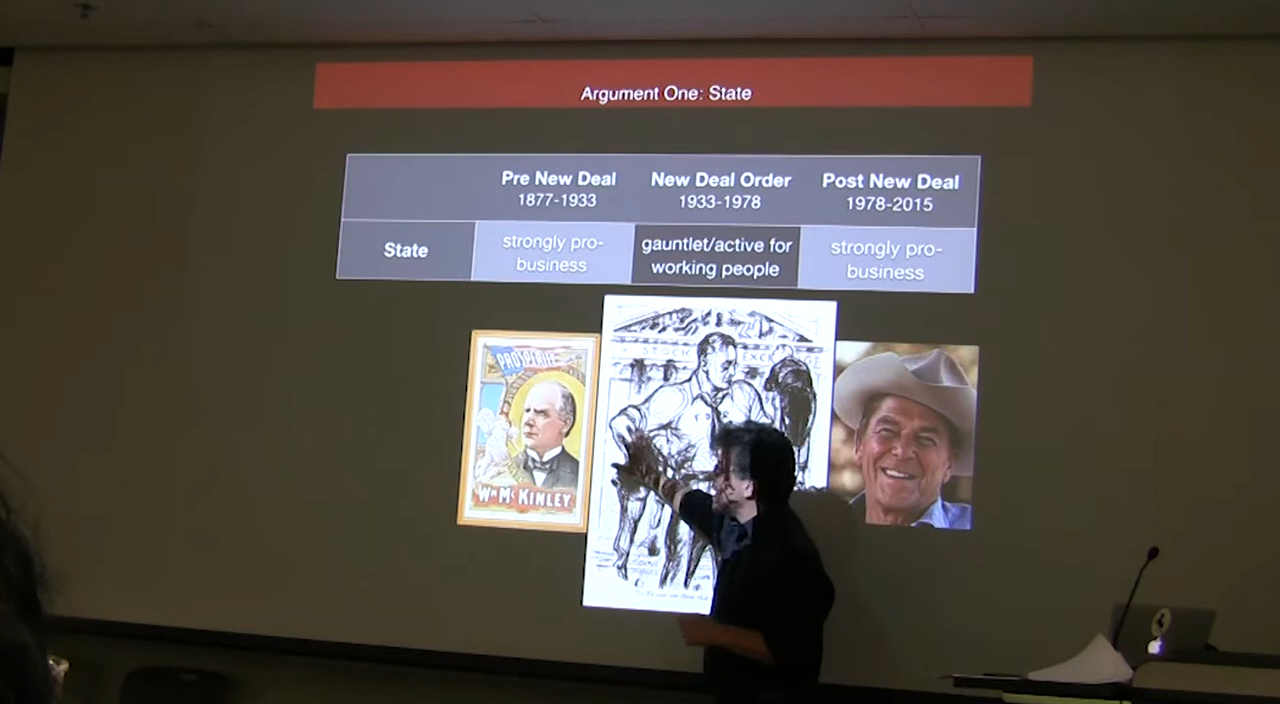 Argument One: State
Pre New Deal
1877-1933
New Deal Order
1933-1978
Post New Deal
1978-2015
State
strongly pro-
business
gauntlet/active for
working people
strongly pro-
business
PROSPERITY
WM MCKINLEY
STOCK EXCHANGE